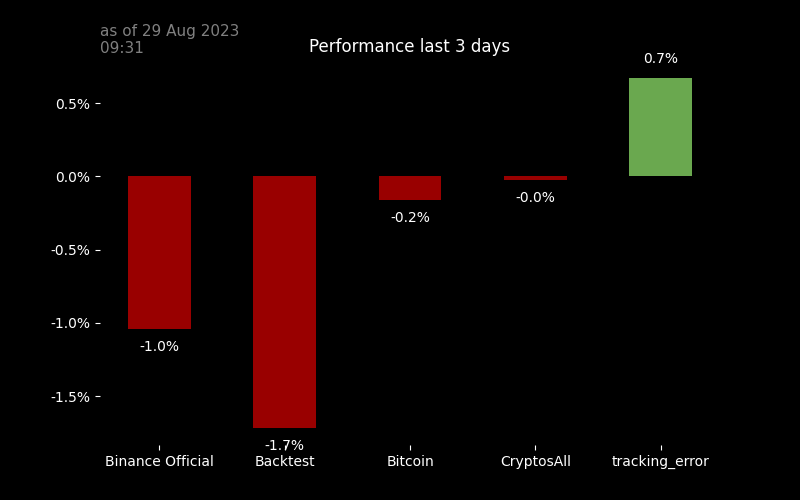 as of 29 Aug 2023
09:31
Performance last 3 days
0.7%
0.5%
0.0%
-0.0%
-0.2%
-0.5%
-1.0%
-1.0%
-1.5%
-1.7%
Binance Official
Backtest
Bitcoin
CryptosAll
tracking_error